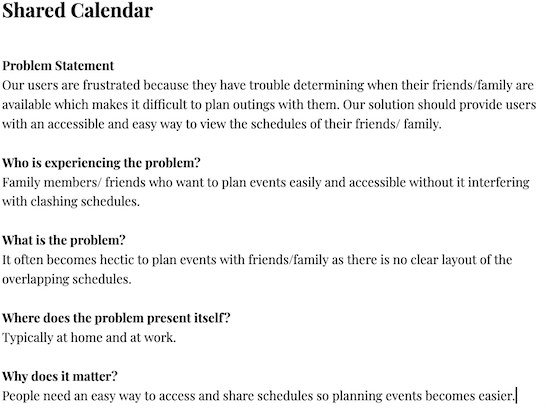 Shared Calendar
Problem Statement
Our users are frustrated because they have trouble determining when their friends/family are
available which makes it difficult to plan outings with them. Our solution should provide users
with an accessible and easy way to view the schedules of their friends/ family.
Who is experiencing the problem?
Family members/ friends who want to plan events easily and accessible without it interfering
with clashing schedules.
What is the problem?
It often becomes hectic to plan events with friends/family as there is no clear layout of the
overlapping schedules.
Where does the problem present itself?
Typically at home and at work.
Why does it matter?
People need an easy way to access and share schedules so planning events becomes easier.